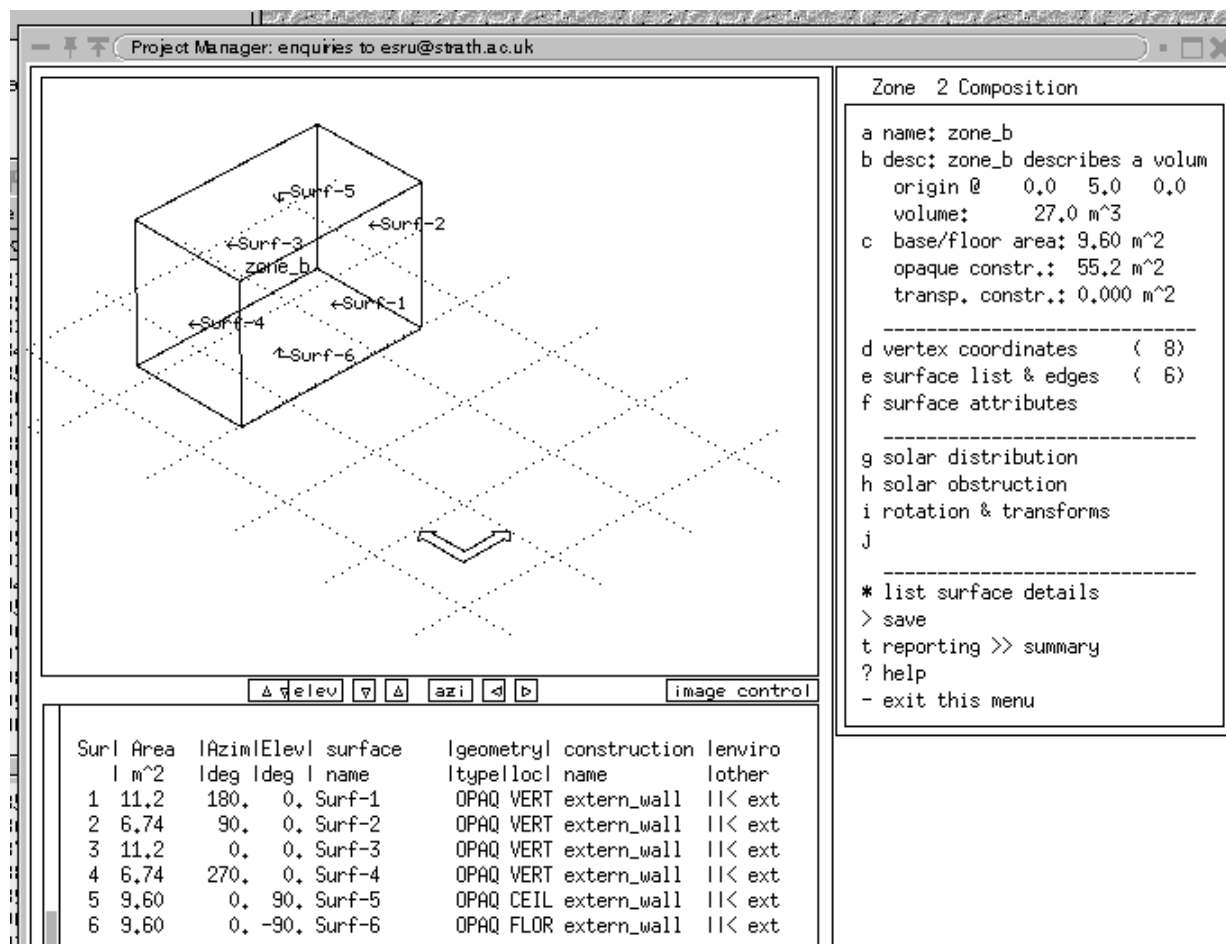 Project Manager: enquiries to esru@strath.ac.uk
Surf-5
Surf-2
Surf-3
zone_b
Surf-1
Surf-4
Surf-6
elev
azi
image control
Zone 2 Composition
a name: zone_b
b desc: zone_b describes a volum
origin @ 0.0 5.0 0.0
volume: 27.0 m^3
c base/floor area: 9.60 m^2
opaque constr.: 55.2 m^2
transp. constr.: 0.000 m^2
d vertex coordinates ( 8)
e surface list & edges ( 6)
f surface attributes
g solar distribution
h solar obstruction
i rotation & transforms
j
* list surface details
> save
t reporting >> summary
? help
- exit this menu
Sur| Area |Azim|Elev| surface |geometry| construction |enviro
| m^2 |deg |deg | name |type|loc| name |other
1 11.2 180. 0. Surf-1 OPAQ VERT extern_wall ||< ext
2 6.74 90. 0. Surf-2 OPAQ VERT extern_wall ||< ext
3 11.2 0. 0. Surf-3 OPAQ VERT extern_wall ||< ext
4 6.74 270. 0. Surf-4 OPAQ VERT extern_wall ||< ext
5 9.60 0. 90. Surf-5 OPAQ CEIL extern_wall ||< ext
6 9.60 0. -90. Surf-6 OPAQ FLOR extern_wall ||< ext